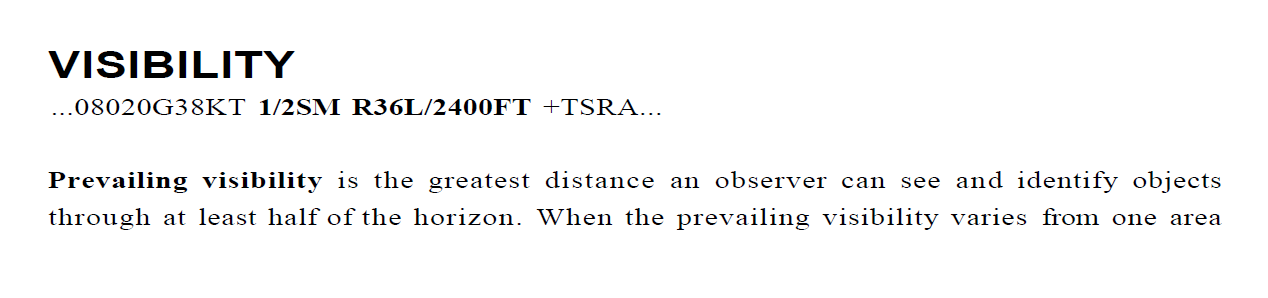 VISIBILITY
...08020G38KT 1/2SM R36L/2400FT +TSRA...
Prevailing visibility is the greatest distance an observer can see and identify objects
through at least half of the horizon. When the prevailing visibility varies from one area